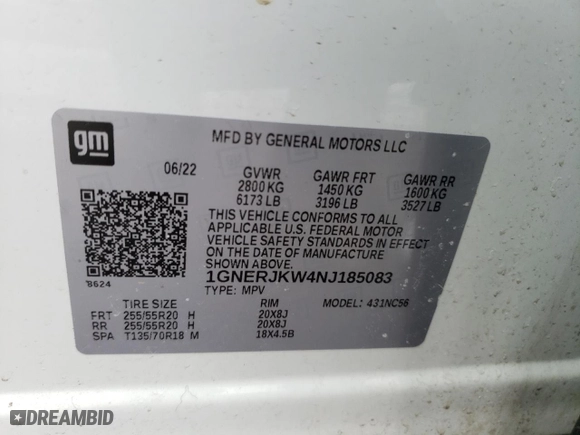 gm
MFD BY GENERAL MOTORS LLC
06/22 GVWR GAWR FRT GAWR RR
2800 KG 1450 KG 1600 KG
6173 LB 3196 LB 3527 LB
THIS VEHICLE CONFORMS TO ALL
APPLICABLE U.S. FEDERAL MOTOR
VEHICLE SAFETY STANDARDS IN EFFECT
ON THE DATE OF MANUFACTURE SHOWN ABOVE.
1GNERJKW4NJ185083
8624 TYPE: MPV MODEL: 431NC56
TIRE SIZE RIM
FRT 255/55R20 H 20X8J
RR 255/55R20 H 20X8J
SPA T135/70R18 M 18X4.5B
DREAMBID